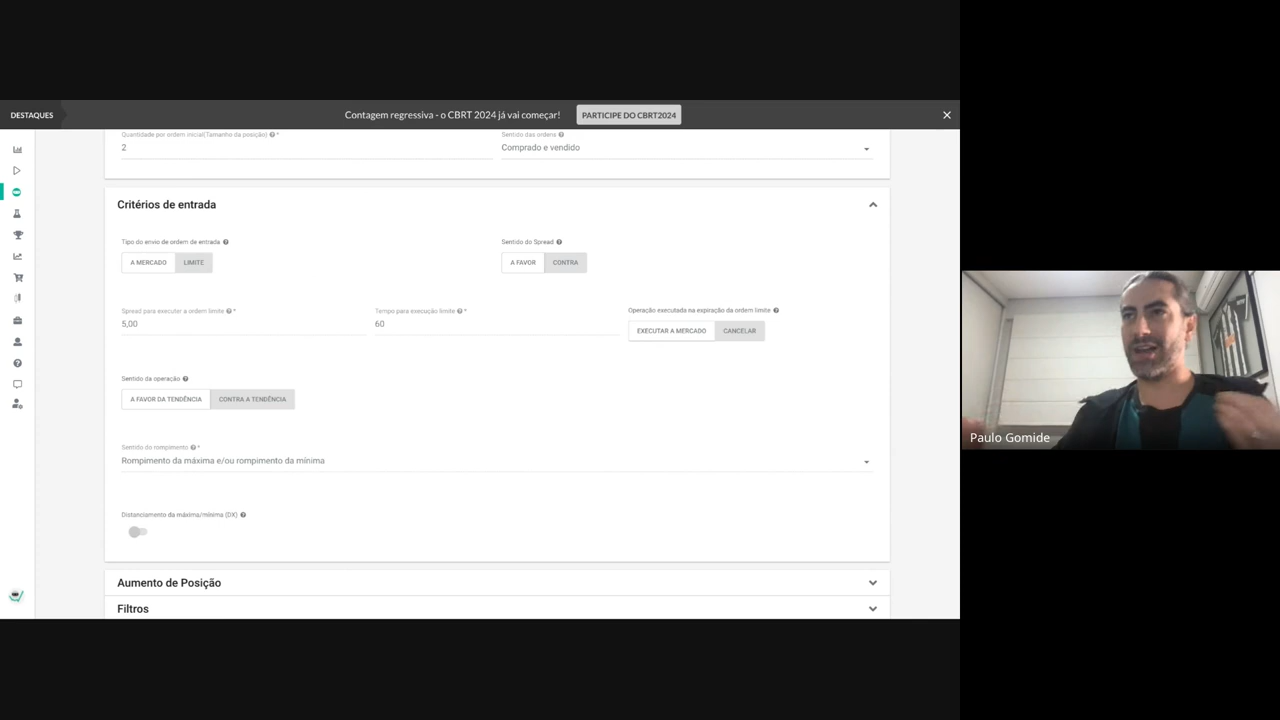 DESTAQUES
Contagem regressiva - o CBRT 2024 já vai começar!
PARTICIPE DO CBRT2024
Quantidade por ordem inicial(Tamanho da posição) *
Sentido das ordens
2
Comprado e vendido
Critérios de entrada
Tipo do envio de ordem de entrada
Sentido do Spread
A MERCADO LIMITE
A FAVOR CONTRA
Spread para executar a ordem limite *
Tempo para execução limite *
Operação executada na expiração da ordem limite
5,00
60
EXECUTAR A MERCADO CANCELAR
Sentido da operação
A FAVOR DA TENDÊNCIA CONTRA A TENDÊNCIA
Sentido do rompimento *
Rompimento da máxima e/ou rompimento da mínima
Distanciamento da máxima/mínima (DX)
Aumento de Posição
Filtros
Paulo Gomide